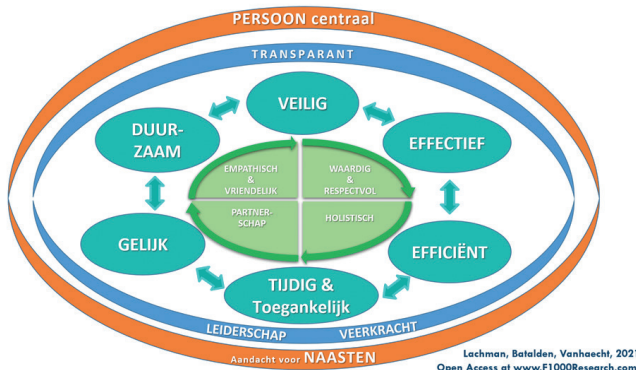 PERSOON centraal
TRANSPARANT
VEILIG
DUUR-
ZAAM
EFFECTIEF
EMPATHISCH
&
VRIENDELIJK
WAARDIG
&
RESPECTVOL
PARTNER-
SCHAP
HOLISTISCH
GELIJK
EFFICIËNT
TIJDIG &
Toegankelijk
LEIDERSCHAP
VEERKRACHT
Aandacht voor NAASTEN
Lachman, Batalden, Vanhaecht, 2021
Open Access at www.F1000Research.com